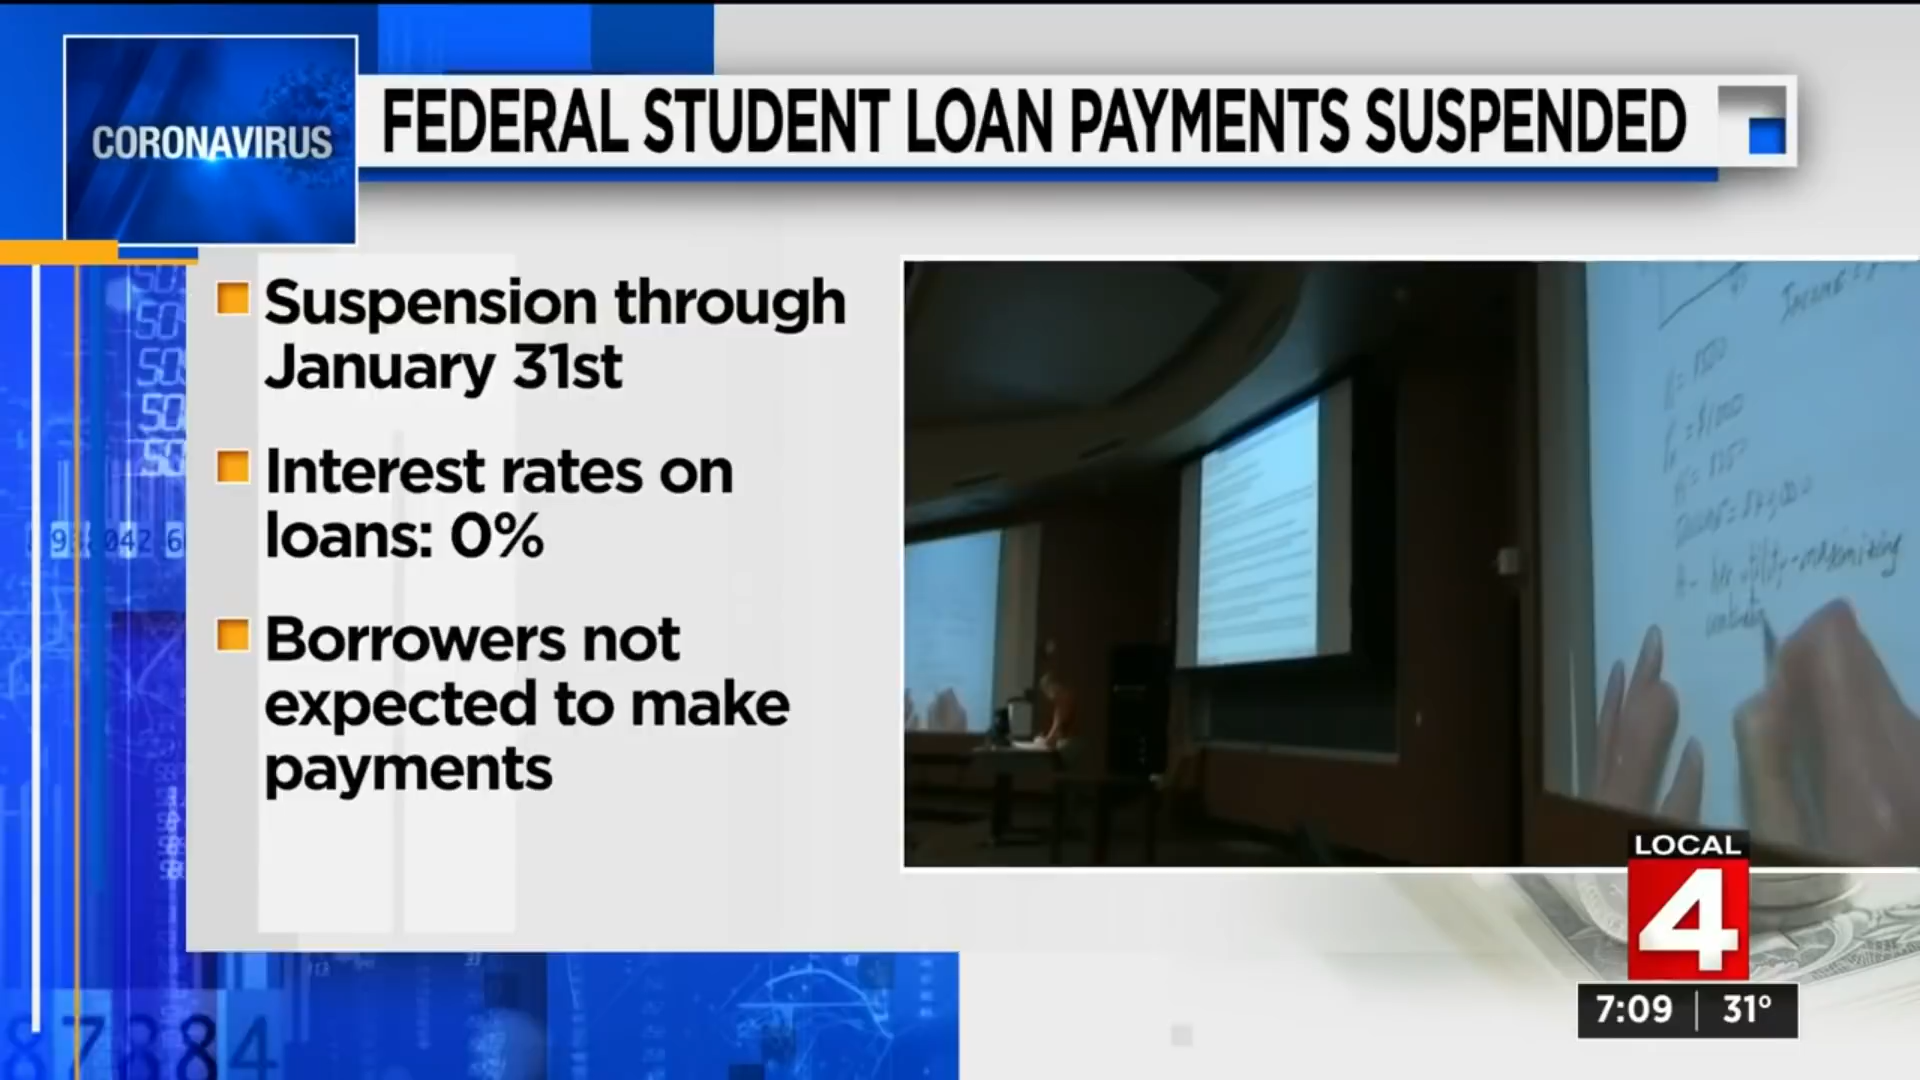 CORONAVIRUS
FEDERAL STUDENT LOAN PAYMENTS SUSPENDED
Suspension through
January 31st
Interest rates on
loans: 0%
Borrowers not
expected to make
payments
LOCAL
4
7:09 | 31°